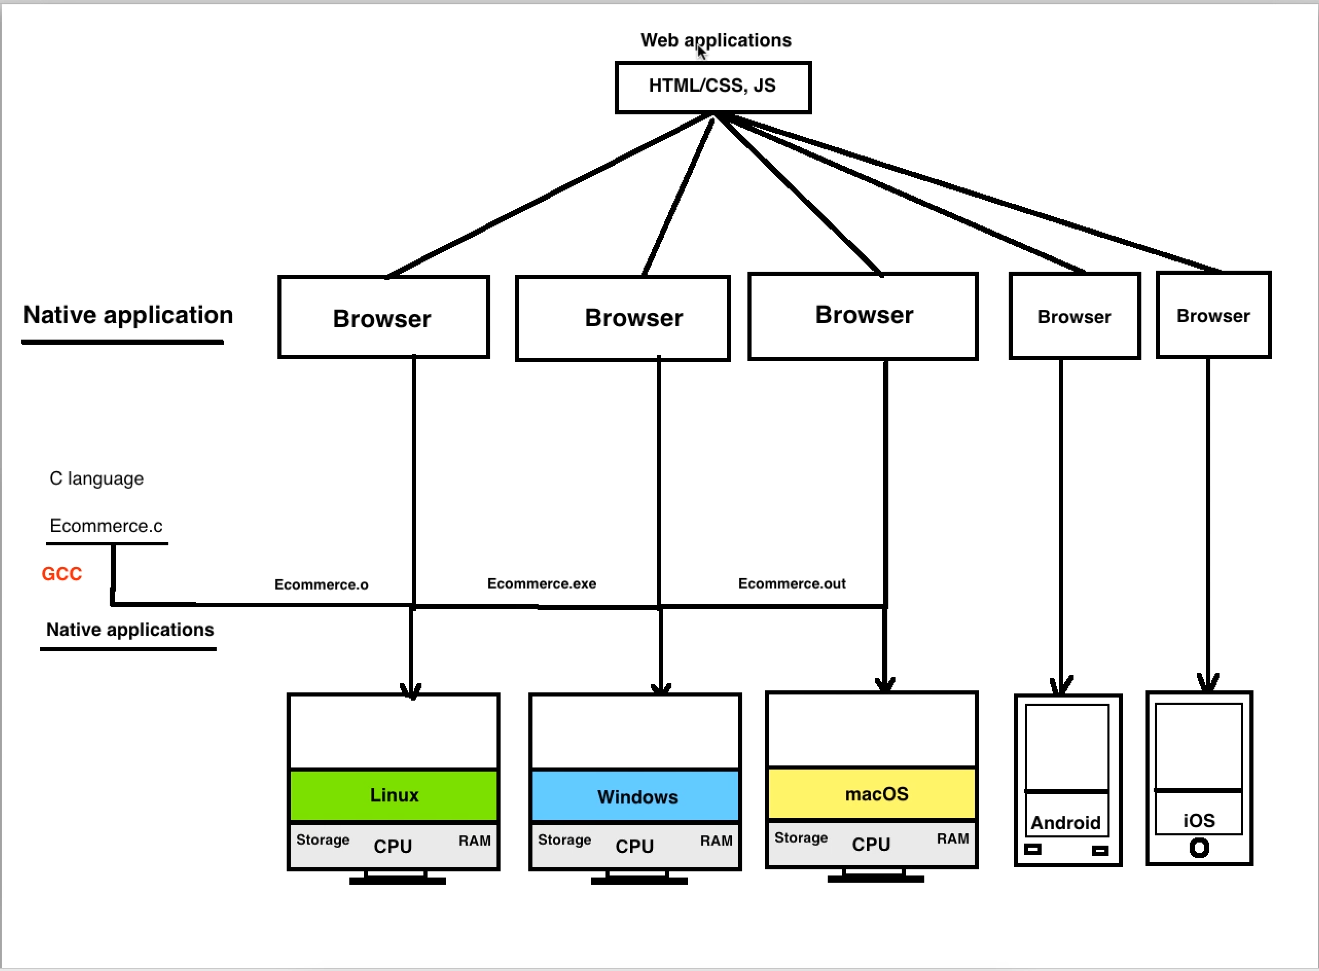 Web applications
HTML/CSS, JS
Native application
Browser
Browser
Browser
Browser
Browser
C language
Ecommerce.c
GCC
Ecommerce.o
Ecommerce.exe
Ecommerce.out
Native applications
Linux
Windows
macOS
Android
iOS
Storage
CPU
RAM
Storage
CPU
RAM
Storage
CPU
RAM